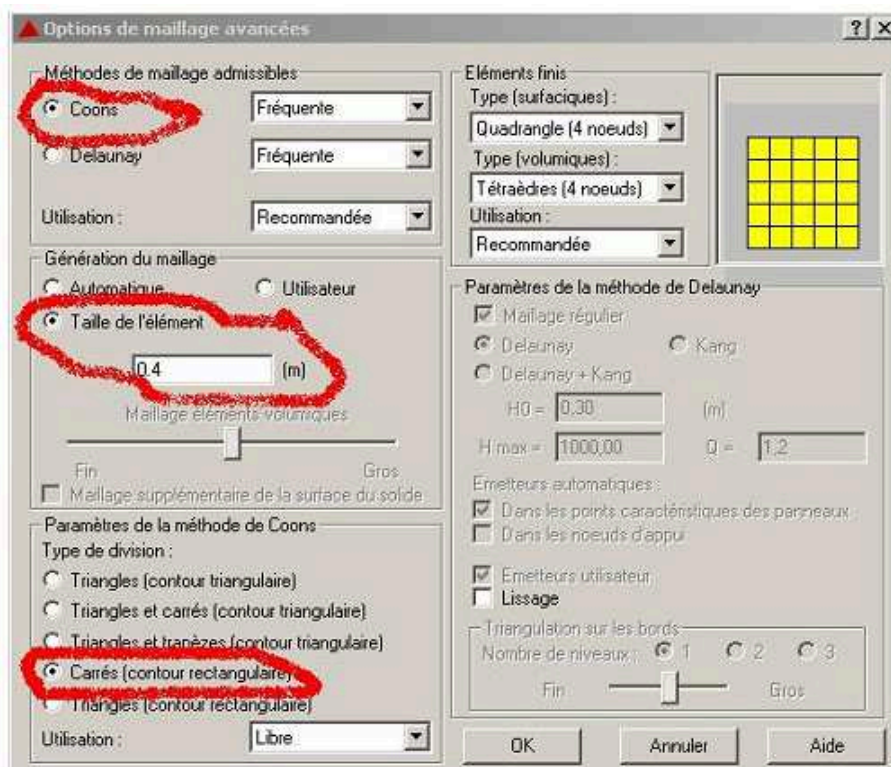 Options de maillage avancées
Méthodes de maillage admissibles
Coons
Fréquente
Delaunay
Fréquente
Utilisation :
Recommandée
Génération du maillage
Automatique
Utilisateur
Taille de l'élément
0.4
(m)
Maillage éléments volumiques
Fin
Gros
Maillage supplémentaire de la surface du solide
Paramètres de la méthode de Coons
Type de division :
Triangles (contour triangulaire)
Triangles et carrés (contour triangulaire)
Triangles et trapèzes (contour triangulaire)
Carrés (contour rectangulaire)
Triangles (contour rectangulaire)
Utilisation :
Libre
Eléments finis
Type (surfaciques) :
Quadrangle (4 noeuds)
Type (volumiques) :
Tétraèdres (4 noeuds)
Utilisation :
Recommandée
Paramètres de la méthode de Delaunay
Maillage régulier
Delaunay
Kang
Delaunay + Kang
H0 =
0,30
(m)
H max =
1000,00
Q =
1,2
Emetteurs automatiques :
Dans les points caractéristiques des panneaux
Dans les noeuds d'appui
Emetteurs utilisateur
Lissage
Triangulation sur les bords
Nombre de niveaux :
1
2
3
Fin
Gros
OK
Annuler
Aide